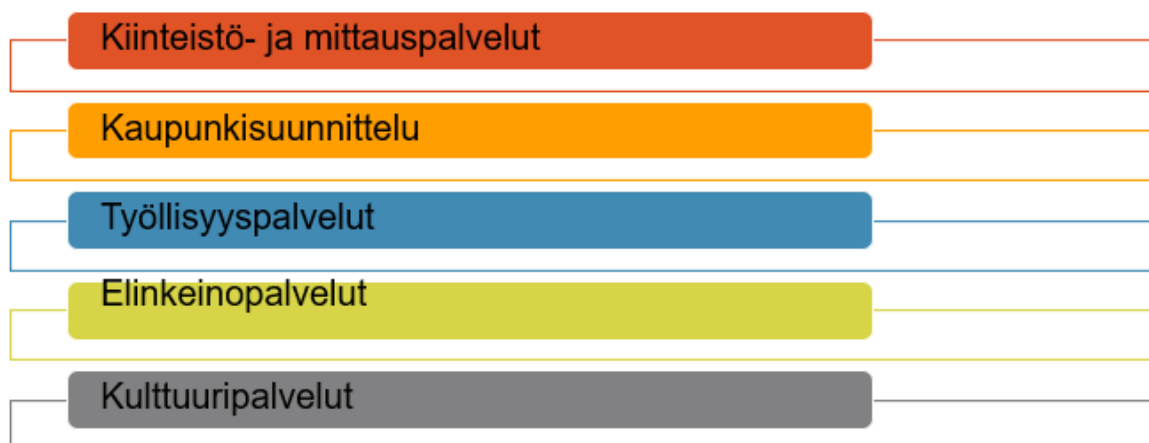 Kiinteistö- ja mittauspalvelut
Kaupunkisuunnittelu
Työllisyyspalvelut
Elinkeinopalvelut
Kulttuuripalvelut